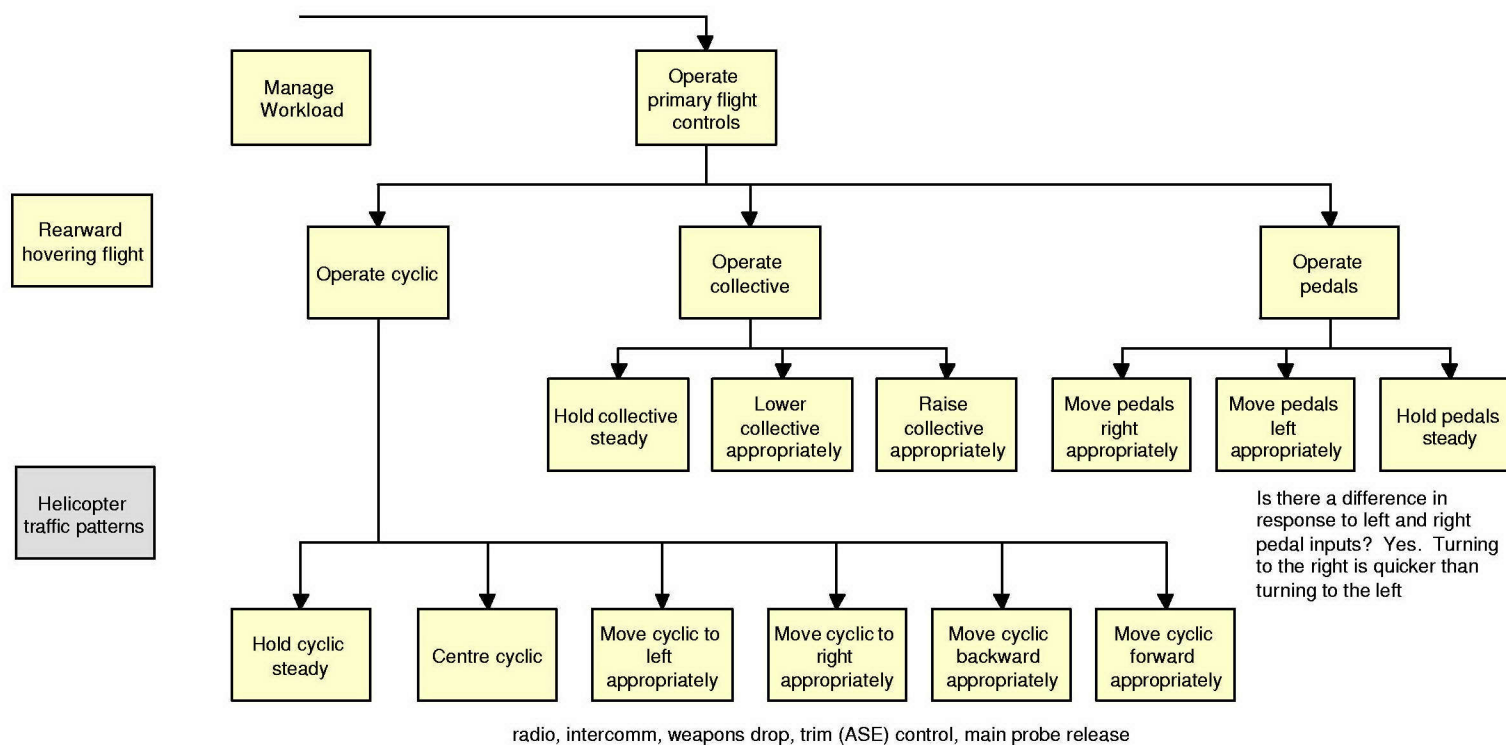 Manage
Workload
Operate
primary flight
controls
Rearward
hovering flight
Operate cyclic
Operate
collective
Operate
pedals
Hold collective
steady
Lower
collective
appropriately
Raise
collective
appropriately
Move pedals
right
appropriately
Move pedals
left
appropriately
Hold pedals
steady
Helicopter
traffic patterns
Is there a difference in
response to left and right
pedal inputs?  Yes.  Turning
to the right is quicker than
turning to the left
Hold cyclic
steady
Centre cyclic
Move cyclic to
left
appropriately
Move cyclic to
right
appropriately
Move cyclic
backward
appropriately
Move cyclic
forward
appropriately
radio, intercomm, weapons drop, trim (ASE) control, main probe release